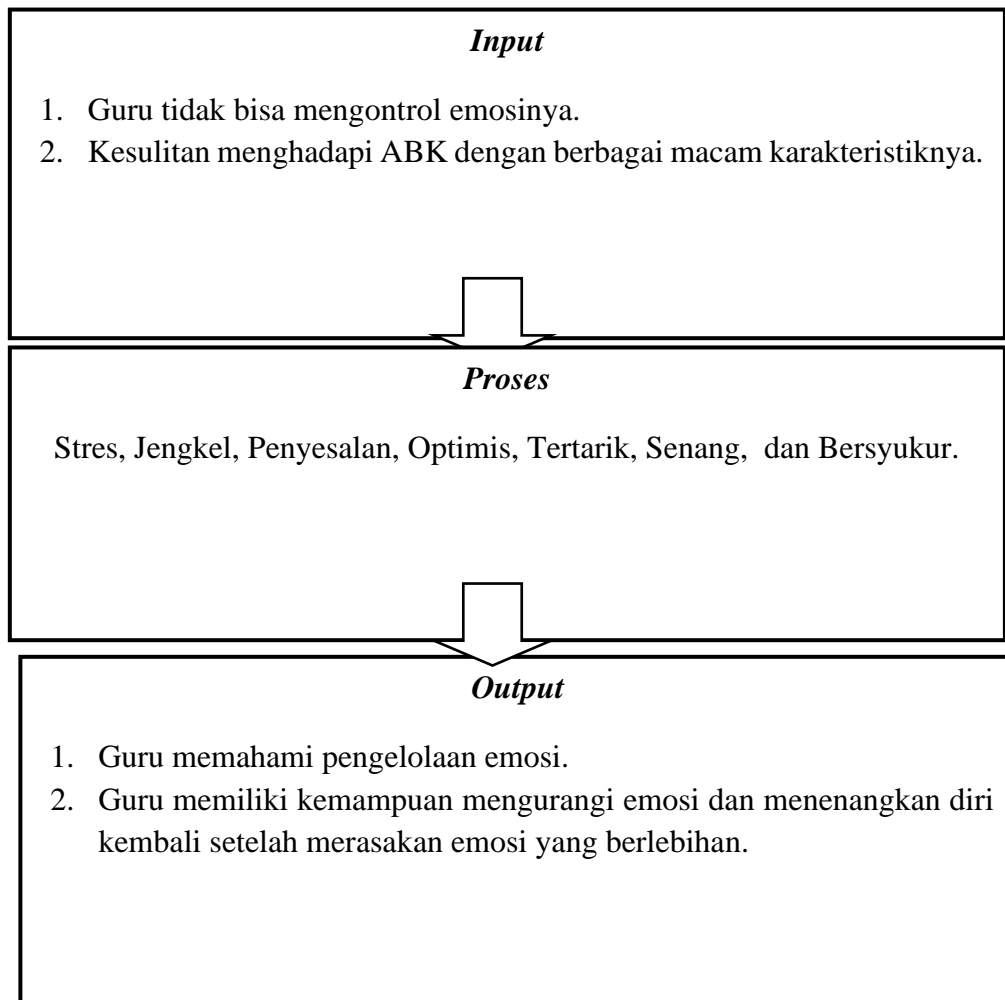 Input
1. Guru tidak bisa mengontrol emosinya.
2. Kesulitan menghadapi ABK dengan berbagai macam karakteristiknya.
Proses
Stres, Jengkel, Penyesalan, Optimis, Tertarik, Senang, dan Bersyukur.
Output
1. Guru memahami pengelolaan emosi.
2. Guru memiliki kemampuan mengurangi emosi dan menenangkan diri
kembali setelah merasakan emosi yang berlebihan.